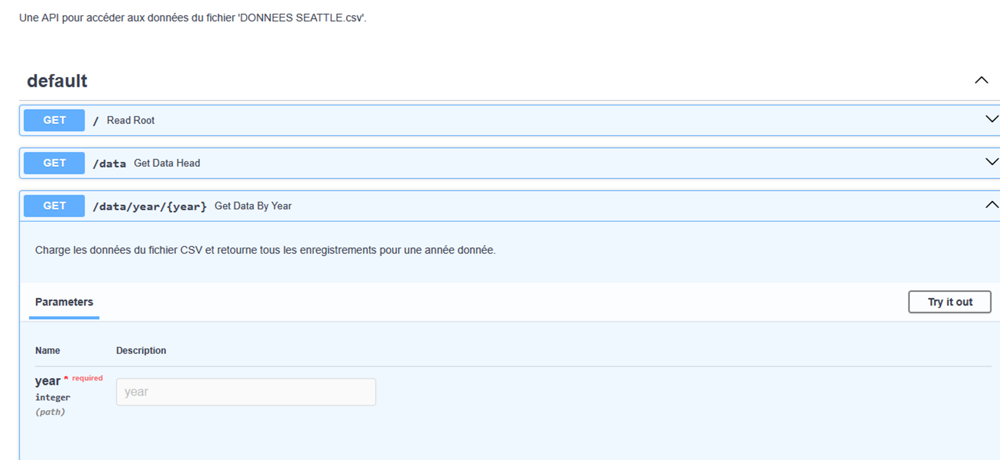 Une API pour accéder aux données du fichier 'DONNEES SEATTLE.csv'.
default
GET / Read Root
GET /data Get Data Head
GET /data/year/{year} Get Data By Year
Charge les données du fichier CSV et retourne tous les enregistrements pour une année donnée.
Parameters Try it out
Name Description
year * required
integer
(path)
year